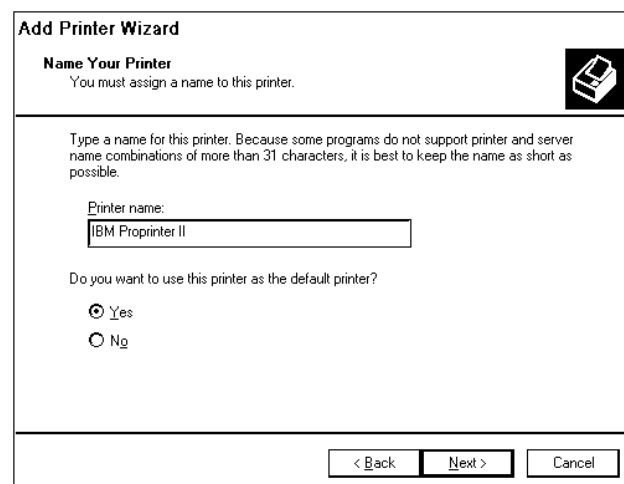 Add Printer Wizard
Name Your Printer
You must assign a name to this printer.
Type a name for this printer. Because some programs do not support printer and server
name combinations of more than 31 characters, it is best to keep the name as short as
possible.
Printer name:
IBM Proprinter II
Do you want to use this printer as the default printer?
Yes
No
< Back Next > Cancel